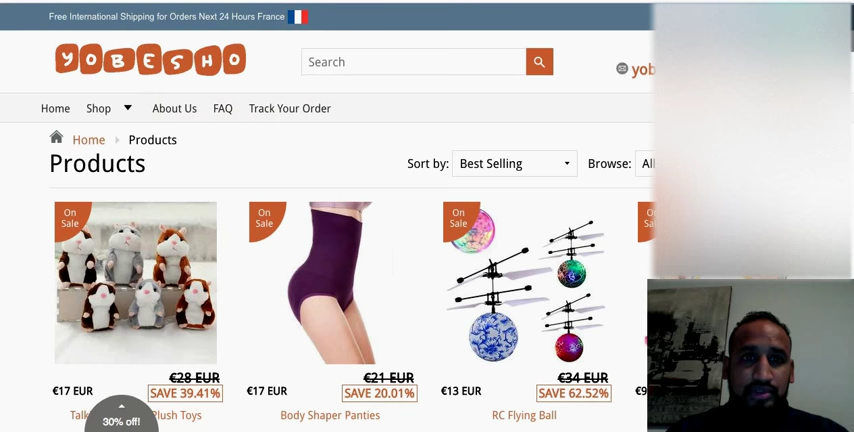 Free International Shipping for Orders Next 24 Hours France
YOBESHO
Search
yob
Home Shop About Us FAQ Track Your Order
Home Products
Products
Sort by: Best Selling Browse: All
On Sale
On Sale
On Sale
€28 EUR
€17 EUR SAVE 39.41%
€21 EUR
€17 EUR SAVE 20.01%
€34 EUR
€13 EUR SAVE 62.52%
Plush Toys
Body Shaper Panties
RC Flying Ball
30% off!